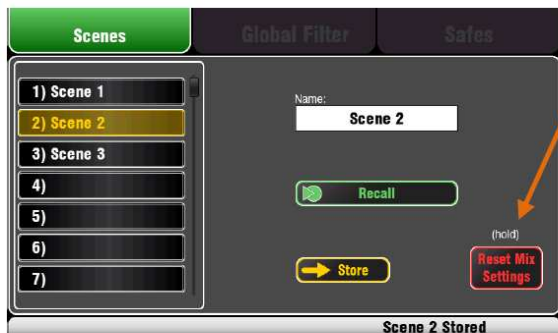 Scenes
Global Filter
Safes
1) Scene 1
2) Scene 2
3) Scene 3
4)
5)
6)
7)
Name:
Scene 2
Recall
Store
(hold)
Reset Mix
Settings
Scene 2 Stored